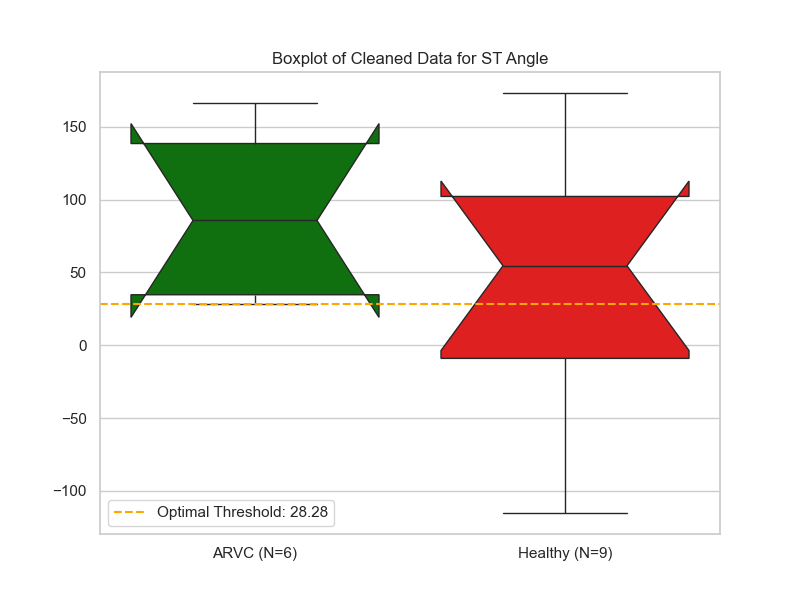 Boxplot of Cleaned Data for ST Angle
150
100
50
0
−50
−100
Optimal Threshold: 28.28
ARVC (N=6)
Healthy (N=9)